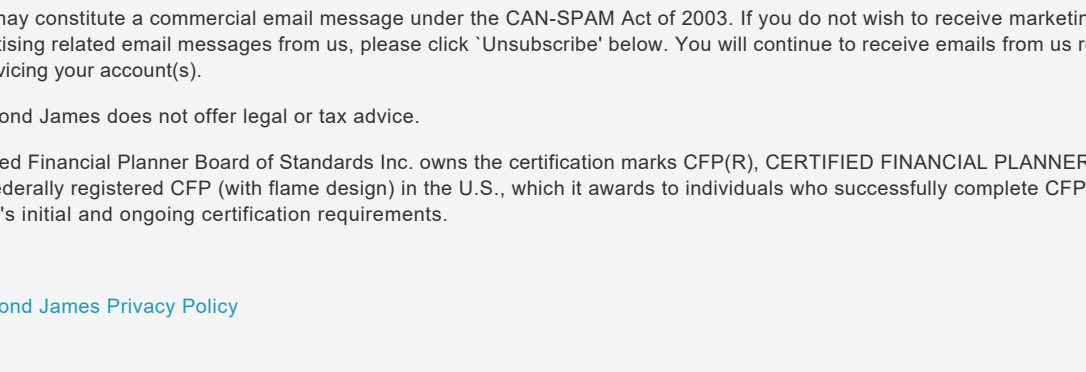 may constitute a commercial email message under the CAN-SPAM Act of 2003. If you do not wish to receive marketin
tising related email messages from us, please click `Unsubscribe' below. You will continue to receive emails from us r
vicing your account(s).
ond James does not offer legal or tax advice.
ed Financial Planner Board of Standards Inc. owns the certification marks CFP(R), CERTIFIED FINANCIAL PLANNER
ederally registered CFP (with flame design) in the U.S., which it awards to individuals who successfully complete CFP
's initial and ongoing certification requirements.
ond James Privacy Policy